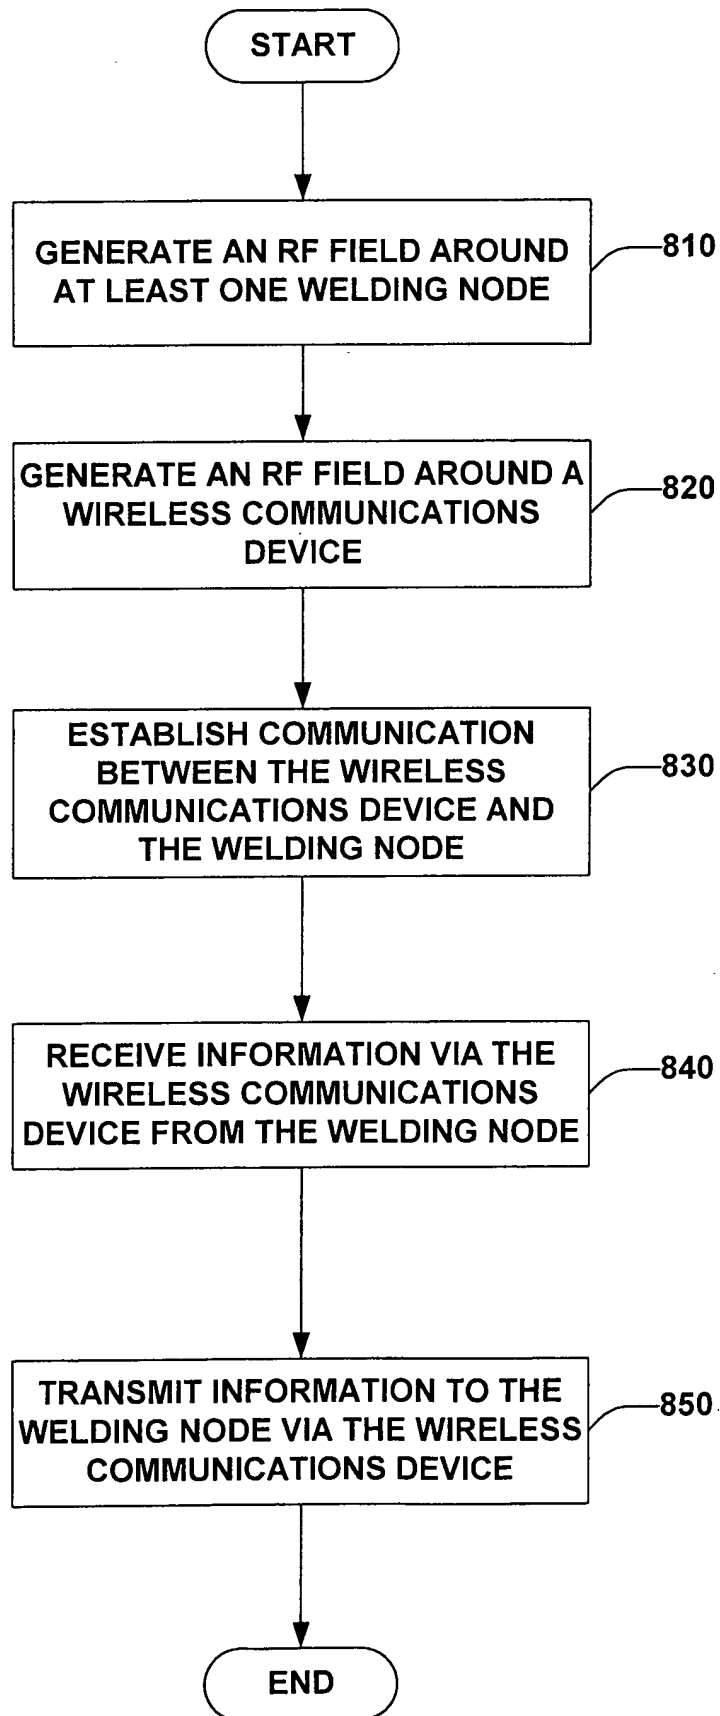 START
GENERATE AN RF FIELD AROUND
AT LEAST ONE WELDING NODE
810
GENERATE AN RF FIELD AROUND A
WIRELESS COMMUNICATIONS
DEVICE
820
ESTABLISH COMMUNICATION
BETWEEN THE WIRELESS
COMMUNICATIONS DEVICE AND
THE WELDING NODE
830
RECEIVE INFORMATION VIA THE
WIRELESS COMMUNICATIONS
DEVICE FROM THE WELDING NODE
840
TRANSMIT INFORMATION TO THE
WELDING NODE VIA THE WIRELESS
COMMUNICATIONS DEVICE
850
END